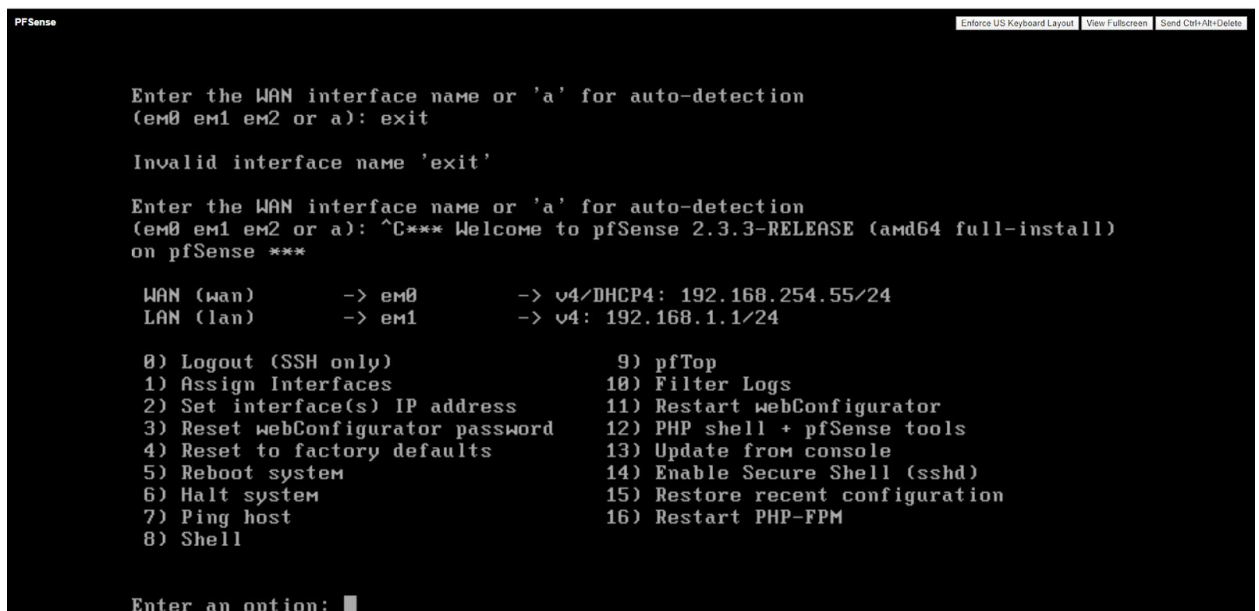 PFSense
Enforce US Keyboard Layout View Fullscreen Send Ctrl+Alt+Delete
Enter the WAN interface name or 'a' for auto-detection
(em0 em1 em2 or a): exit
Invalid interface name 'exit'
Enter the WAN interface name or 'a' for auto-detection
(em0 em1 em2 or a): ^C*** Welcome to pfSense 2.3.3-RELEASE (amd64 full-install)
on pfSense ***
WAN (wan) -> em0 -> v4/DHCP4: 192.168.254.55/24
LAN (lan) -> em1 -> v4: 192.168.1.1/24
0) Logout (SSH only) 9) pfTop
1) Assign Interfaces 10) Filter Logs
2) Set interface(s) IP address 11) Restart webConfigurator
3) Reset webConfigurator password 12) PHP shell + pfSense tools
4) Reset to factory defaults 13) Update from console
5) Reboot system 14) Enable Secure Shell (sshd)
6) Halt system 15) Restore recent configuration
7) Ping host 16) Restart PHP-FPM
8) Shell
Enter an option: